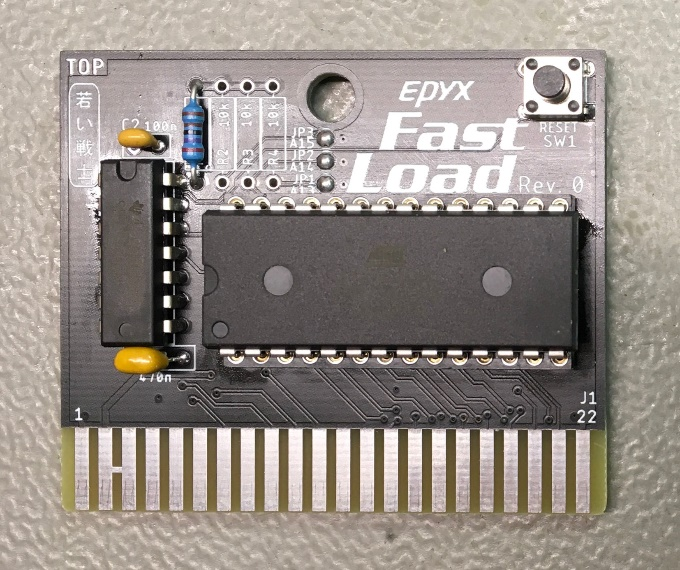 TOP
若い戦士
C2 100n
10k
10k
10k
R2
R3
R4
JP3
A15
JP2
A14
JP1
A13
EPYX
Fast
Load
Rev. 0
RESET
SW1
470n
1
J1
22